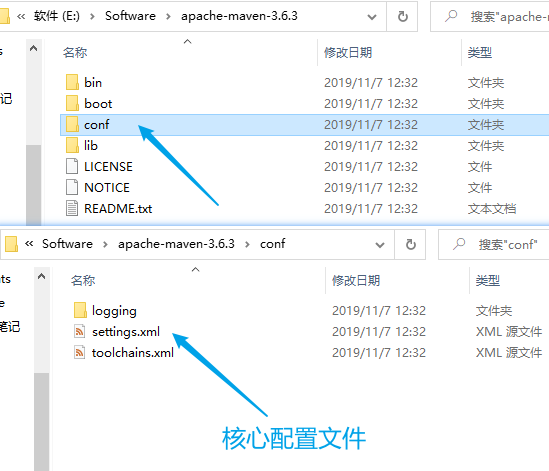 « 软件 (E:) › Software › apache-maven-3.6.3
搜索"apache-m
名称 修改日期 类型
bin 2019/11/7 12:32 文件夹
boot 2019/11/7 12:32 文件夹
conf 2019/11/7 12:32 文件夹
lib 2019/11/7 12:32 文件夹
LICENSE 2019/11/7 12:32 文件
NOTICE 2019/11/7 12:32 文件
README.txt 2019/11/7 12:32 文本文档
记
« Software › apache-maven-3.6.3 › conf
搜索"conf"
nts
名称 修改日期 类型
e
logging 2019/11/7 12:32 文件夹
笔记
settings.xml 2019/11/7 12:32 XML 源文件
toolchains.xml 2019/11/7 12:32 XML 源文件
核心配置文件